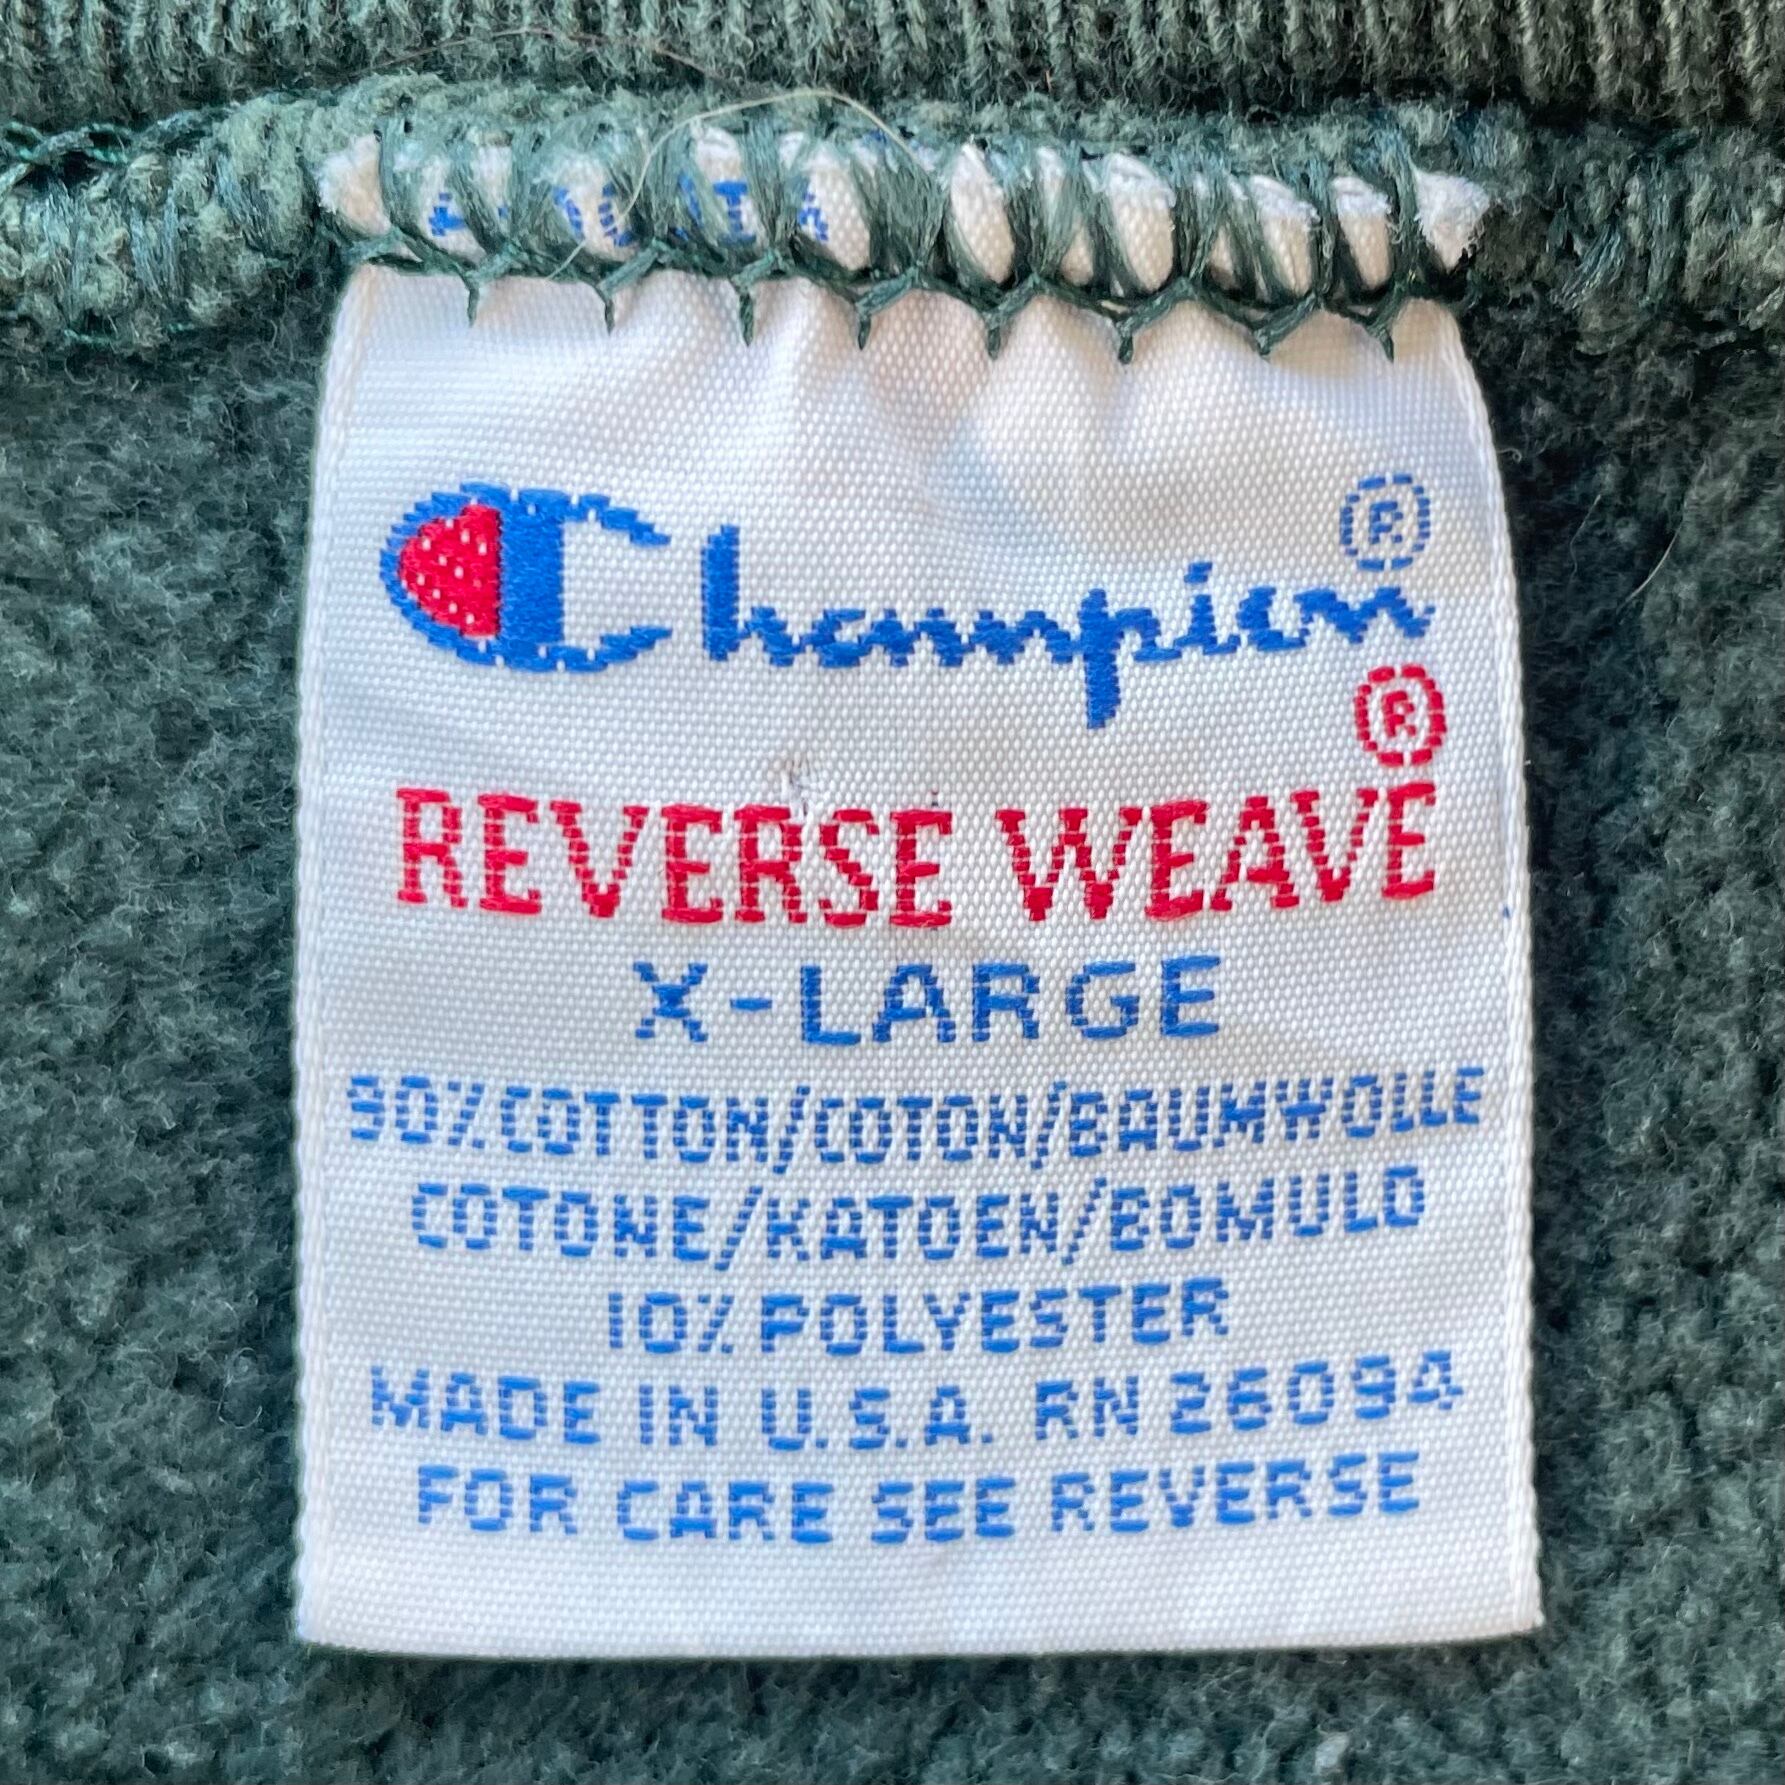 Champion®
REVERSE WEAVE®
X-LARGE
90%COTTON/COTON/BAUMWOLLE
COTONE/KATOEN/BOMULD
10%POLYESTER
MADE IN U.S.A. RN 26094
FOR CARE SEE REVERSE